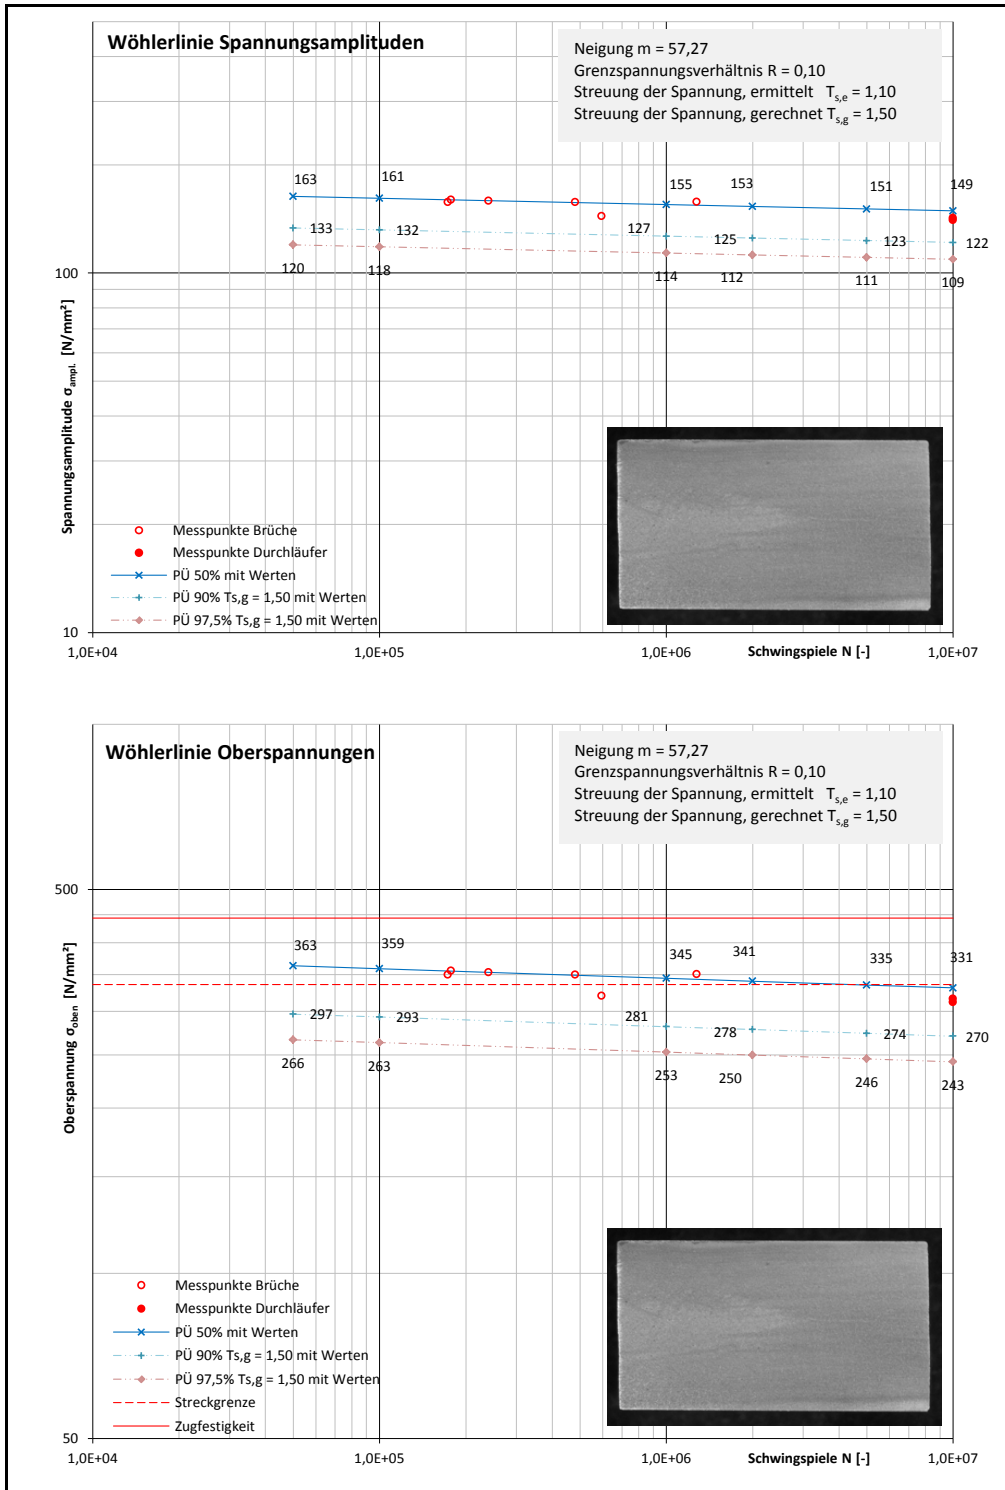 Wöhlerlinie Spannungsamplituden
Neigung m = 57,27
Grenzspannungsverhältnis R = 0,10
Streuung der Spannung, ermittelt Ts,e = 1,10
Streuung der Spannung, gerechnet Ts,g = 1,50
163
161
155
153
151
149
133
132
127
125
123
122
120
118
114
112
111
109
100
10
Spannungsamplitude σampl. [N/mm²]
Messpunkte Brüche
Messpunkte Durchläufer
PÜ 50% mit Werten
PÜ 90% Ts,g = 1,50 mit Werten
PÜ 97,5% Ts,g = 1,50 mit Werten
1,0E+04
1,0E+05
1,0E+06
Schwingspiele N [-]
1,0E+07
Wöhlerlinie Oberspannungen
Neigung m = 57,27
Grenzspannungsverhältnis R = 0,10
Streuung der Spannung, ermittelt Ts,e = 1,10
Streuung der Spannung, gerechnet Ts,g = 1,50
500
363
359
345
341
335
331
297
293
281
278
274
270
266
263
253
250
246
243
50
Oberspannung σoben [N/mm²]
Messpunkte Brüche
Messpunkte Durchläufer
PÜ 50% mit Werten
PÜ 90% Ts,g = 1,50 mit Werten
PÜ 97,5% Ts,g = 1,50 mit Werten
Streckgrenze
Zugfestigkeit
1,0E+04
1,0E+05
1,0E+06
Schwingspiele N [-]
1,0E+07